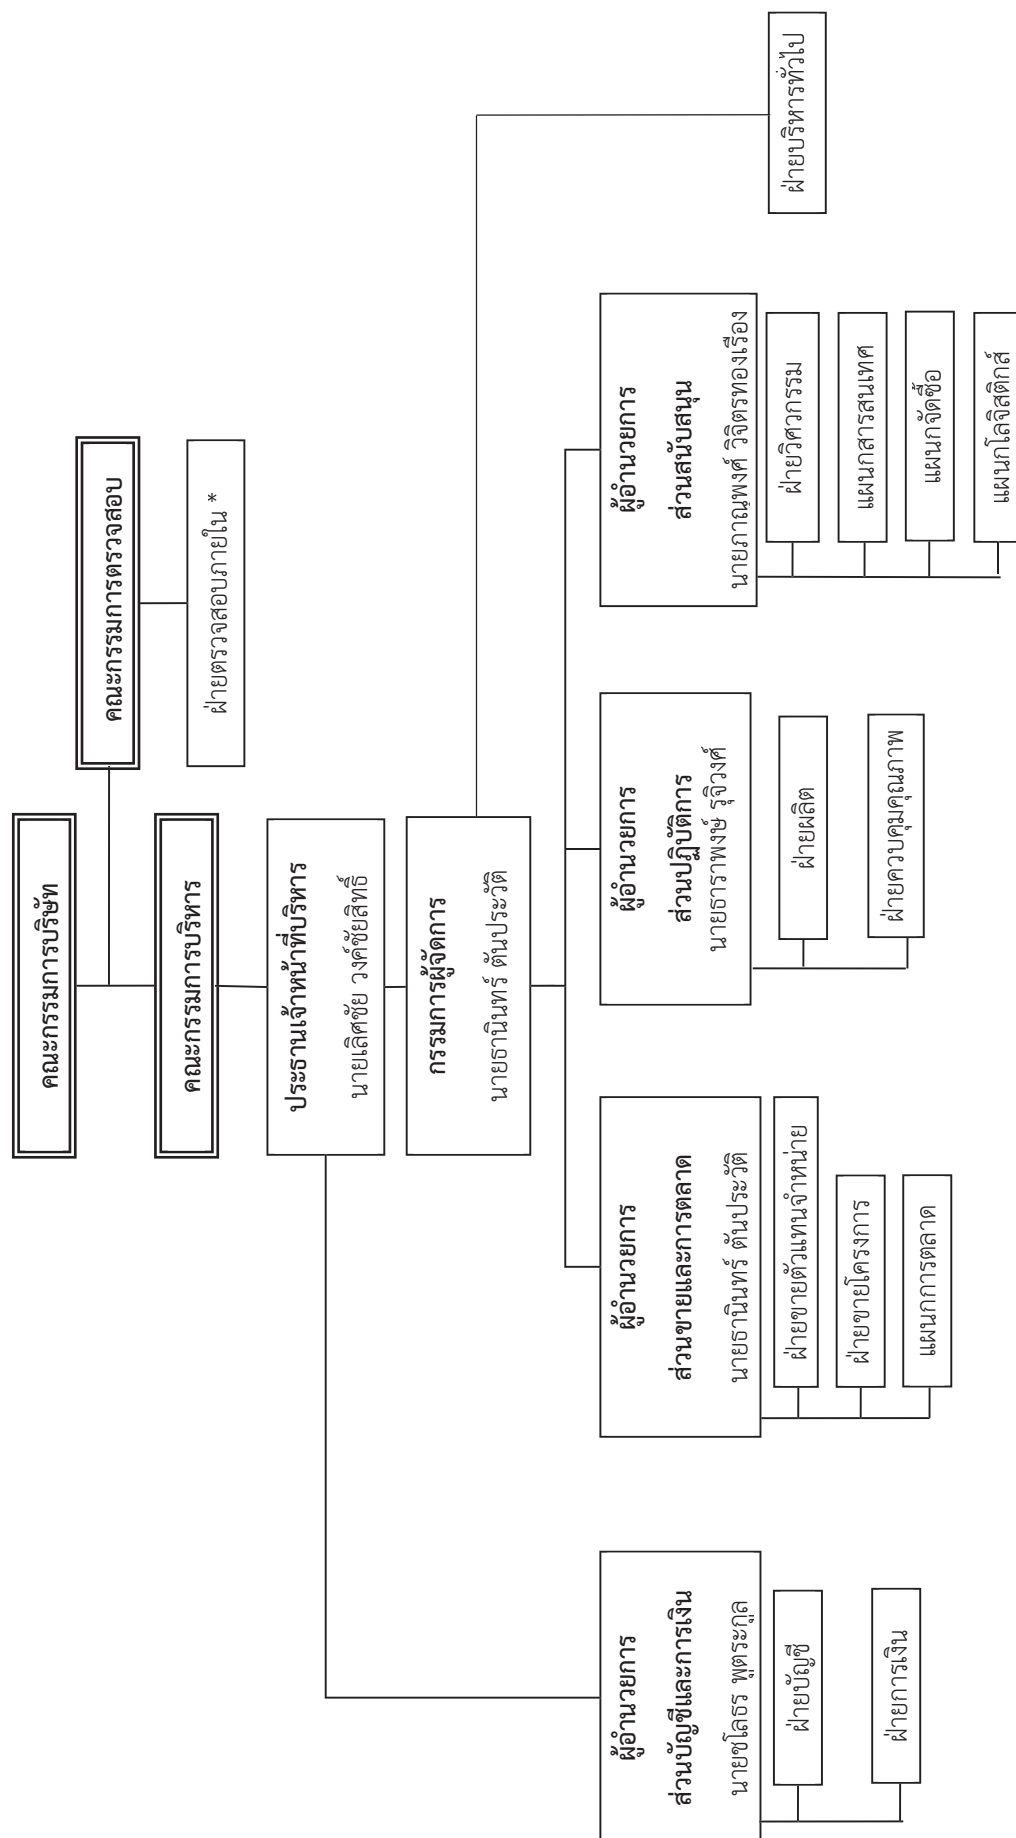 คณะกรรมการบริษัท
คณะกรรมการตรวจสอบ
คณะกรรมการบริหาร
ฝ่ายตรวจสอบภายใน *
ประธานเจ้าหน้าที่บริหาร
นายเลิศชัย วงค์ชัยสิทธิ์
กรรมการผู้จัดการ
นายธานินทร์ ตันประวัติ
ผู้อำนวยการ
ส่วนบัญชีและการเงิน
นายชโลธร พูตระกูล
ฝ่ายบัญชี
ฝ่ายการเงิน
ผู้อำนวยการ
ส่วนขายและการตลาด
นายธานินทร์ ตันประวัติ
ฝ่ายขายตัวแทนจำหน่าย
ฝ่ายขายโครงการ
แผนกการตลาด
ผู้อำนวยการ
ส่วนปฏิบัติการ
นายธาราพงษ์ รุจิวงศ์
ฝ่ายผลิต
ฝ่ายควบคุมคุณภาพ
ผู้อำนวยการ
ส่วนสนับสนุน
นายภาณุพงศ์ วิจิตรทองเรือง
ฝ่ายวิศวกรรม
แผนกสารสนเทศ
แผนกจัดซื้อ
แผนกโลจิสติกส์
ฝ่ายบริหารทั่วไป